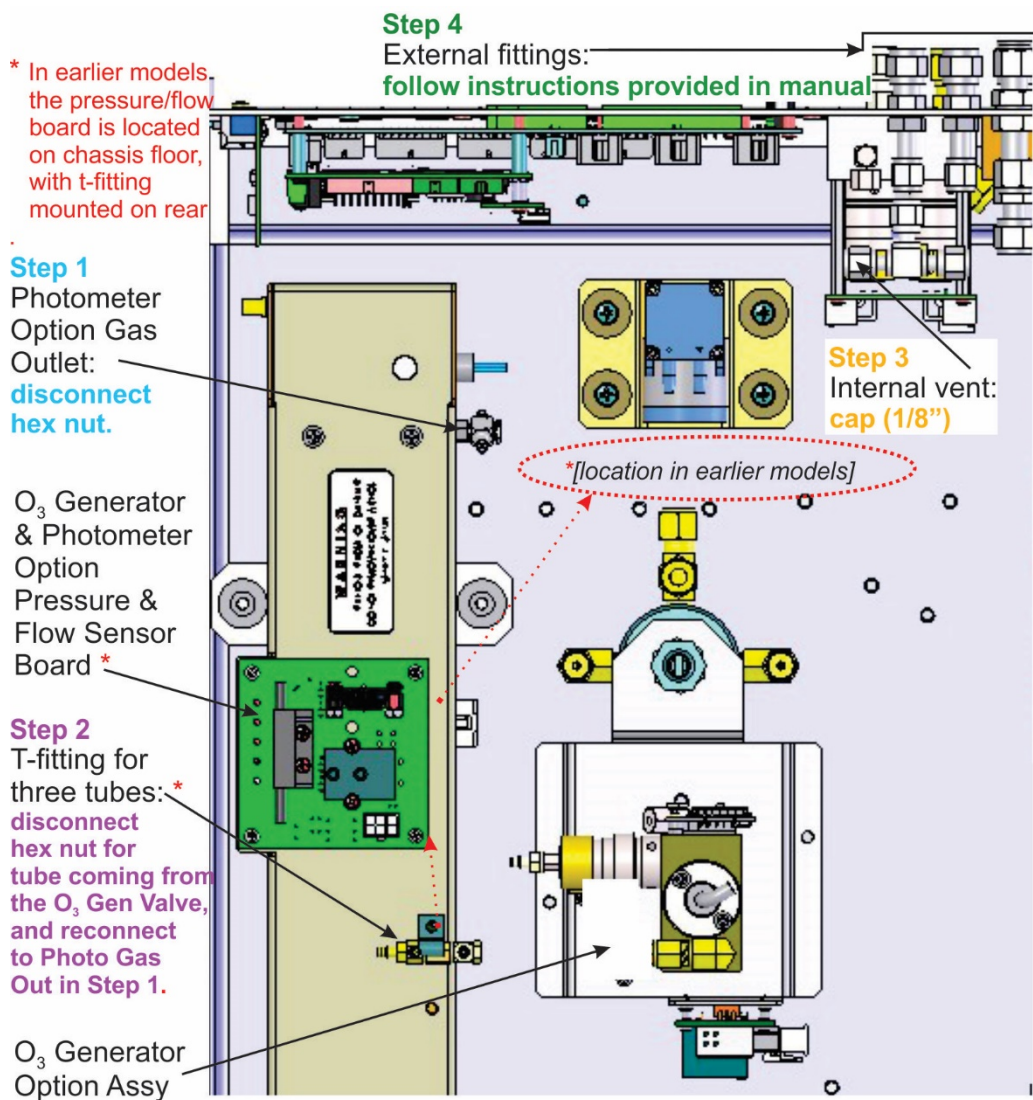 Step 4
External fittings:
follow instructions provided in manual
* In earlier models
the pressure/flow
board is located
on chassis floor,
with t-fitting
mounted on rear
.
Step 1
Photometer
Option Gas
Outlet:
disconnect
hex nut.
Step 3
Internal vent:
cap (1/8”)
*[location in earlier models]
O₃ Generator
& Photometer
Option
Pressure &
Flow Sensor
Board *
Step 2
T-fitting for
three tubes: *
disconnect
hex nut for
tube coming from
the O₃ Gen Valve,
and reconnect
to Photo Gas
Out in Step 1.
O₃ Generator
Option Assy